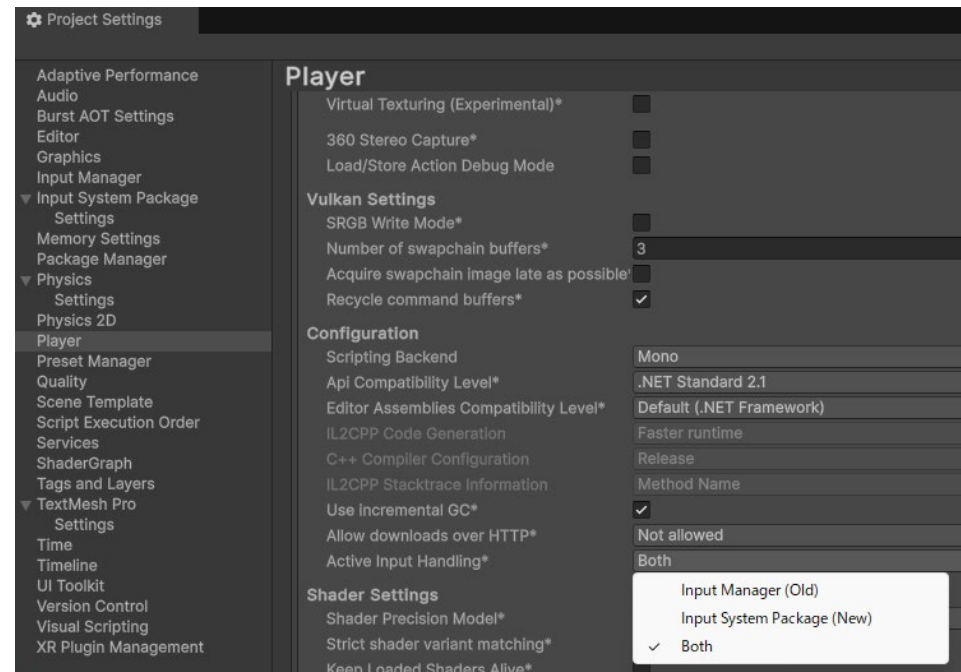 Project Settings
Adaptive Performance
Audio
Burst AOT Settings
Editor
Graphics
Input Manager
Input System Package
Settings
Memory Settings
Package Manager
Physics
Settings
Physics 2D
Player
Preset Manager
Quality
Scene Template
Script Execution Order
Services
ShaderGraph
Tags and Layers
TextMesh Pro
Settings
Time
Timeline
UI Toolkit
Version Control
Visual Scripting
XR Plugin Management
Player
Virtual Texturing (Experimental)*
360 Stereo Capture*
Load/Store Action Debug Mode
Vulkan Settings
SRGB Write Mode*
Number of swapchain buffers* 3
Acquire swapchain image late as possible*
Recycle command buffers*
Configuration
Scripting Backend Mono
Api Compatibility Level* .NET Standard 2.1
Editor Assemblies Compatibility Level* Default (.NET Framework)
IL2CPP Code Generation Faster runtime
C++ Compiler Configuration Release
IL2CPP Stacktrace Information Method Name
Use incremental GC*
Allow downloads over HTTP* Not allowed
Active Input Handling* Both
Input Manager (Old)
Input System Package (New)
Both
Shader Settings
Shader Precision Model*
Strict shader variant matching*
Keep Loaded Shaders Alive*